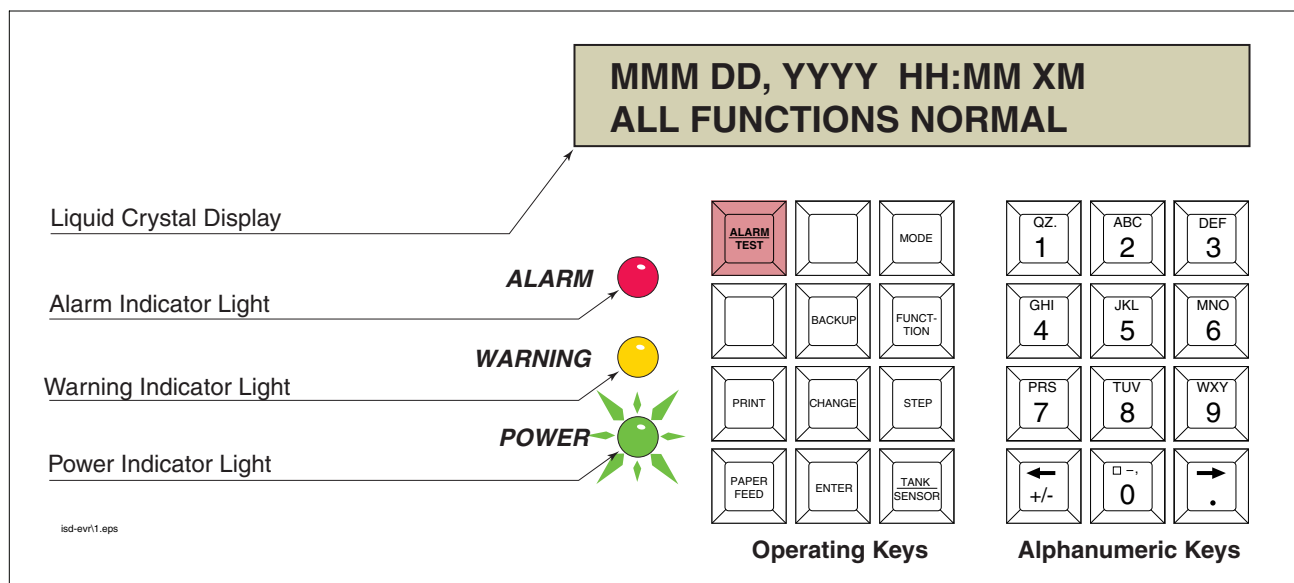 MMM DD, YYYY  HH:MM XM
ALL FUNCTIONS NORMAL
Liquid Crystal Display
ALARM
Alarm Indicator Light
WARNING
Warning Indicator Light
POWER
Power Indicator Light
isd-evr\1.eps
ALARM
TEST
MODE
BACKUP
FUNCT-
TION
PRINT
CHANGE
STEP
PAPER
FEED
ENTER
TANK
SENSOR
Operating Keys
QZ.
1
ABC
2
DEF
3
GHI
4
JKL
5
MNO
6
PRS
7
TUV
8
WXY
9
←
+/-
□ –,
0
→
.
Alphanumeric Keys